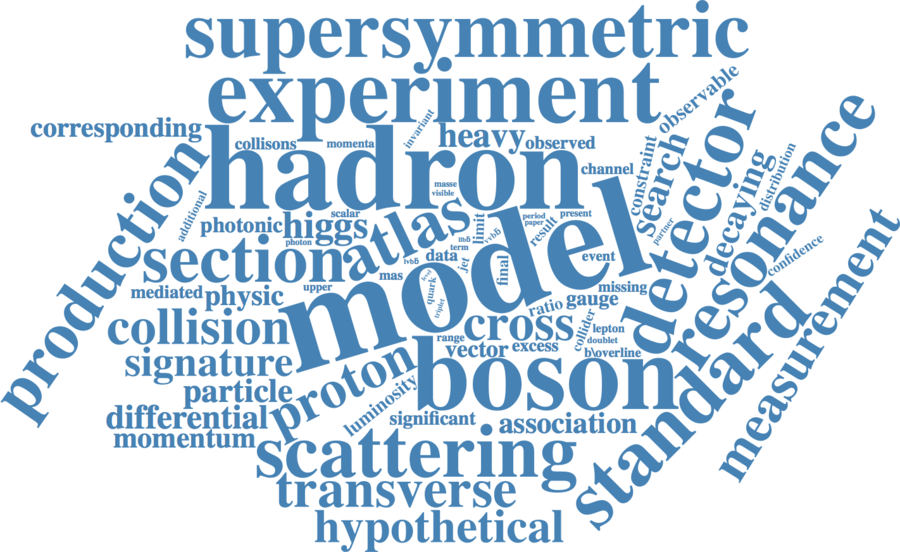 supersymmetric
experiment
corresponding
collisons
momenta
invariant
heavy
observed
observable
hadron
channel
constraint
search
detector
production
additional
masse
visible
decaying
distribution
resonance
photonic
higgs
scalar
photon
atlas
limit
period
paper
present
result
partner
section
term
data
jet
final
event
confidence
model
mediated
physic
upper
mas
level
quark
triplet
missing
ratio
gauge
measurement
collision
cross
collider
lepton
doublet
range
vector
excess
b\overline
signature
proton
boson
standard
particle
luminosity
differential
significant
association
momentum
scattering
transverse
hypothetical